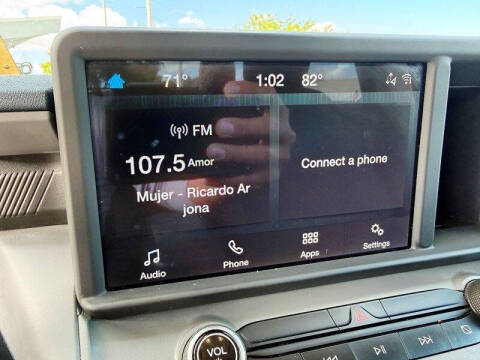 71° 1:02 82°
FM
107.5 Amor
Mujer - Ricardo Ar
jona
Connect a phone
Audio Phone Apps Settings
VOL